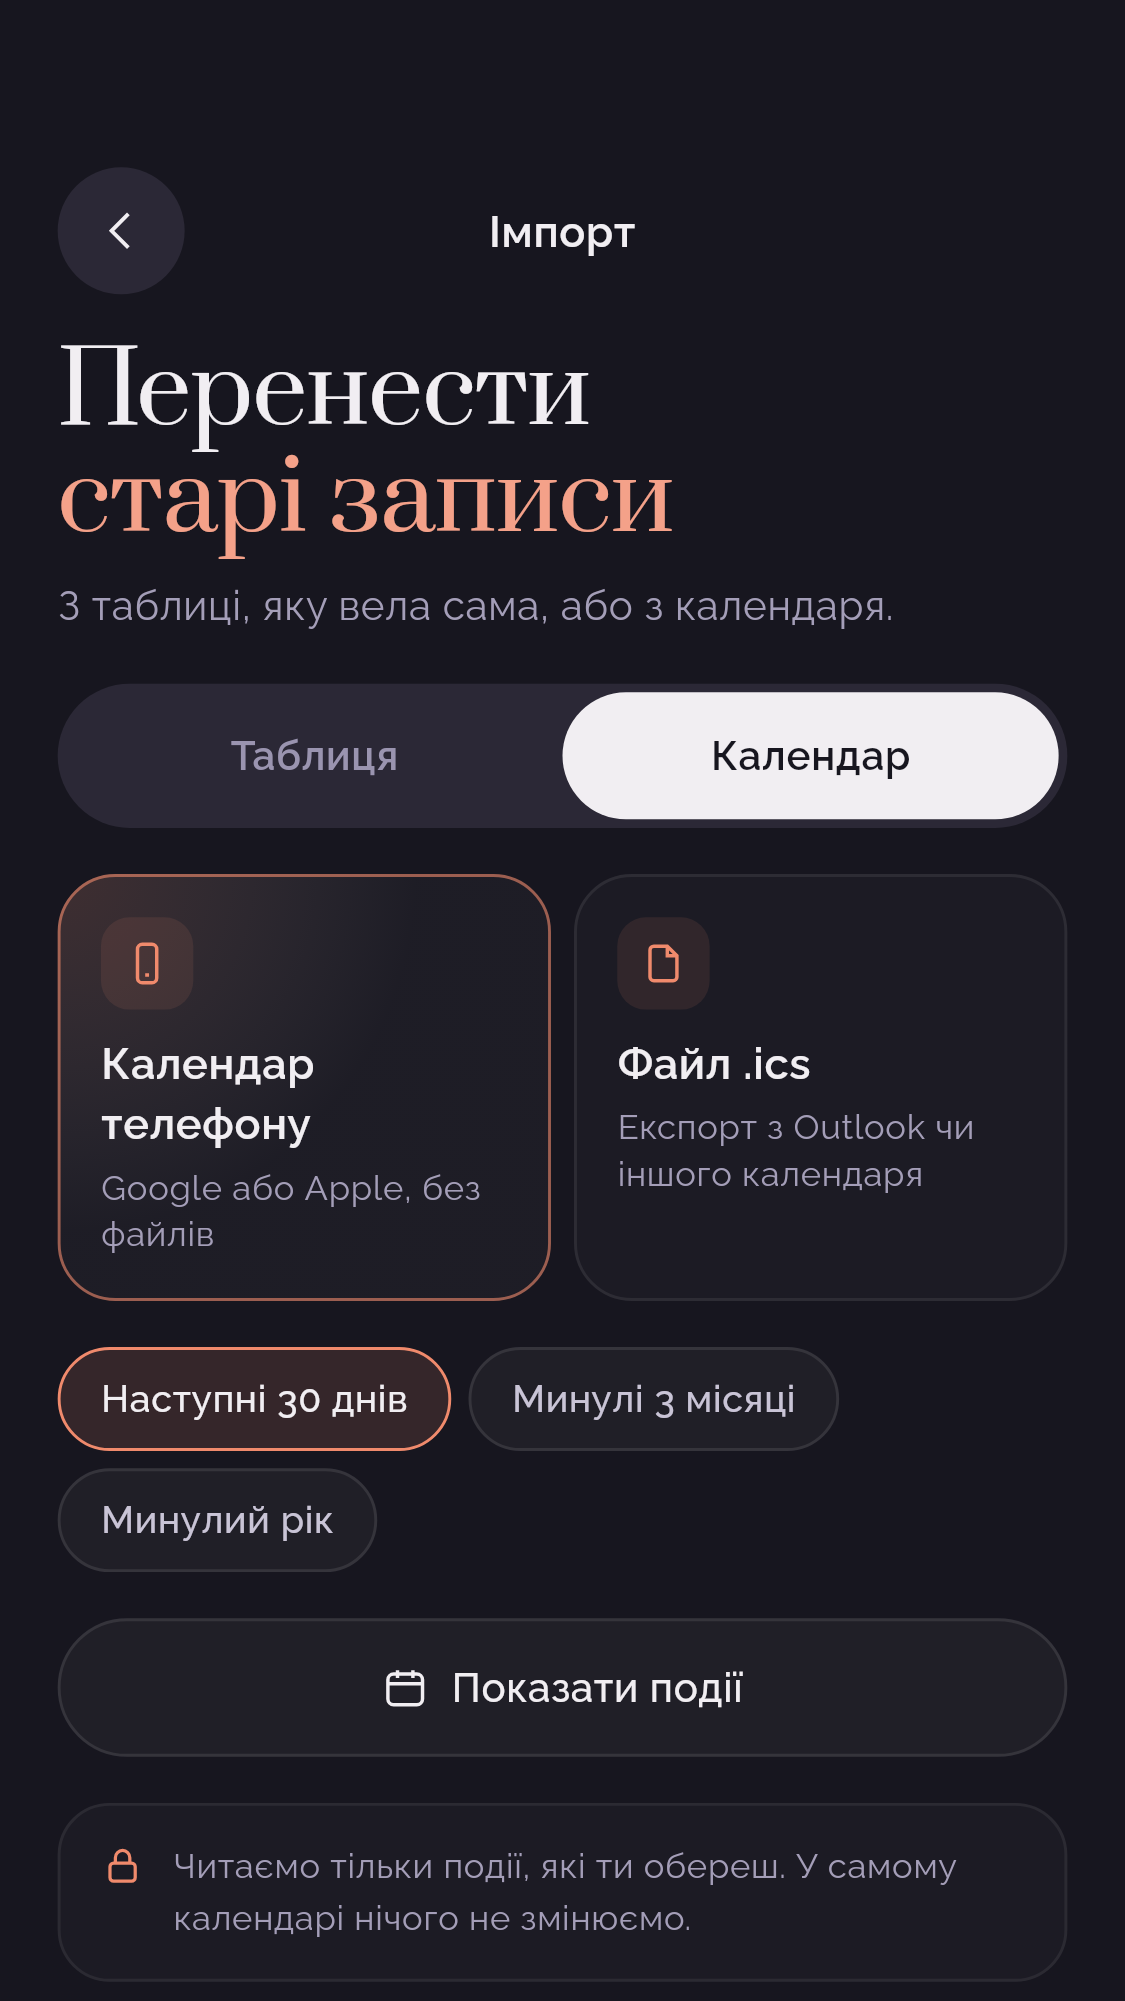 Імпорт
Перенести
старі записи
З таблиці, яку вела сама, або з календаря.
Таблиця
Календар
Календар
телефону
Google або Apple, без
файлів
Файл .ics
Експорт з Outlook чи
іншого календаря
Наступні 30 днів
Минулі 3 місяці
Минулий рік
Показати події
Читаємо тільки події, які ти обереш. У самому
календарі нічого не змінюємо.